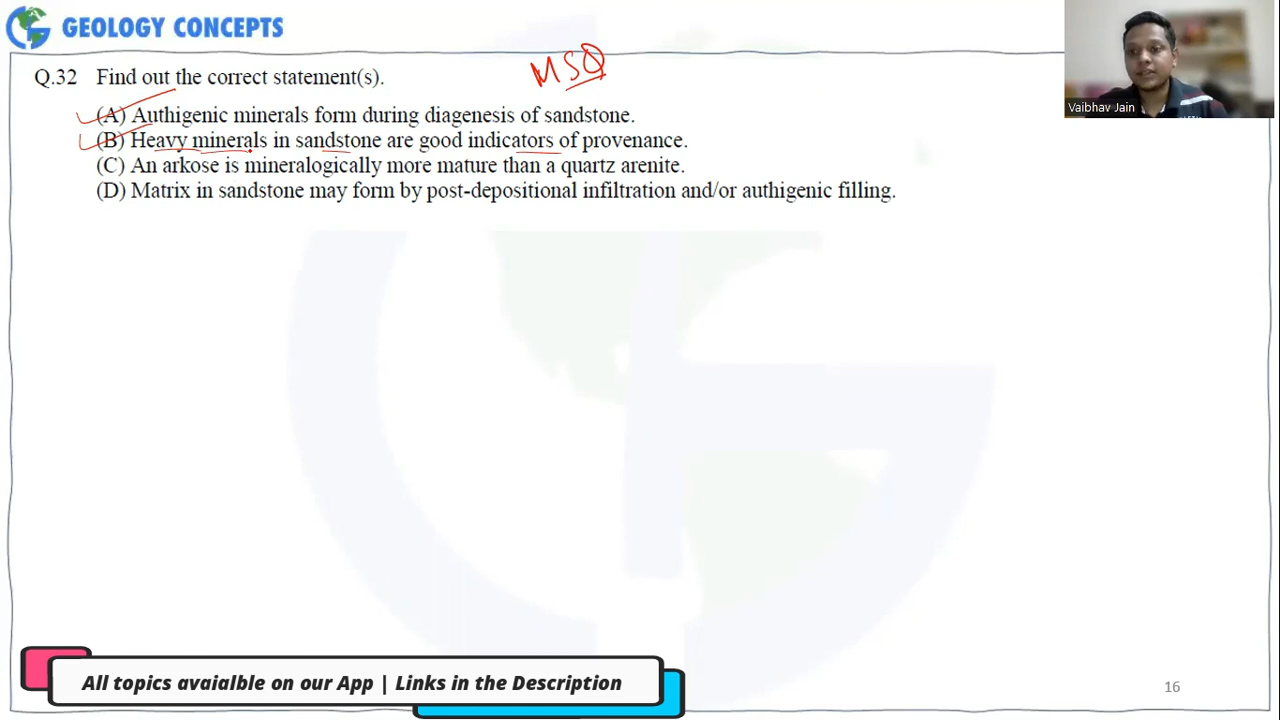 GEOLOGY CONCEPTS
MSQ
Q.32 Find out the correct statement(s).
(A) Authigenic minerals form during diagenesis of sandstone.
(B) Heavy minerals in sandstone are good indicators of provenance.
(C) An arkose is mineralogically more mature than a quartz arenite.
(D) Matrix in sandstone may form by post-depositional infiltration and/or authigenic filling.
Vaibhav Jain
All topics avaialble on our App | Links in the Description
16